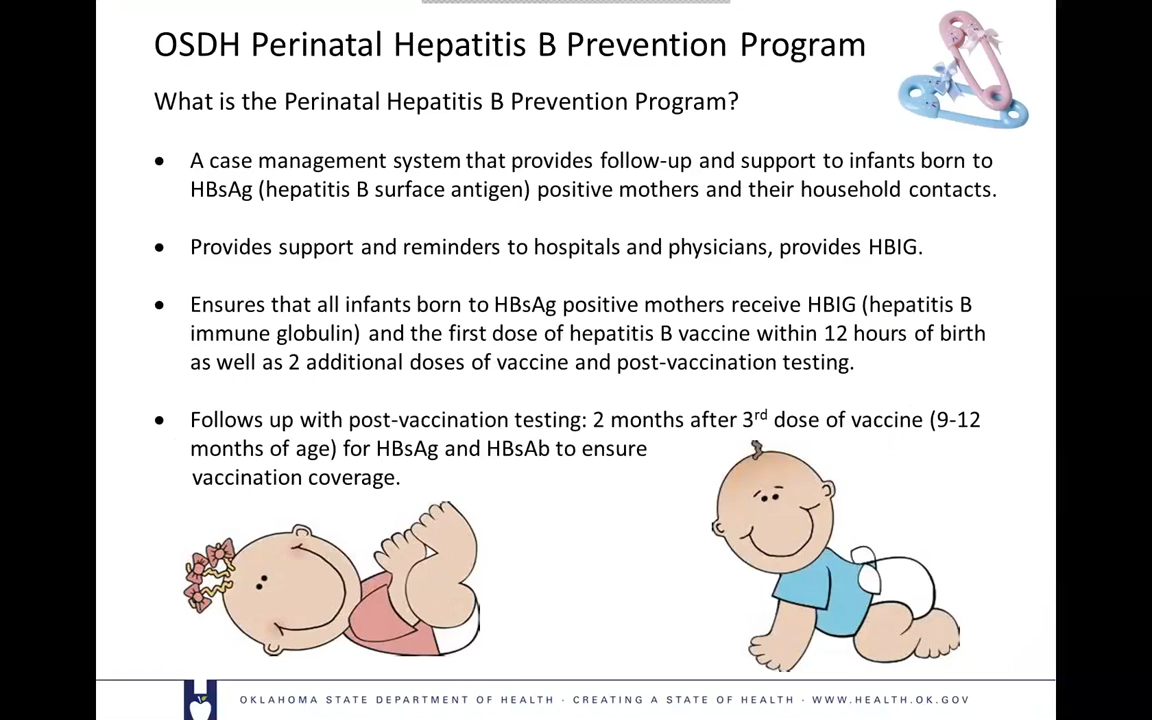 OSDH Perinatal Hepatitis B Prevention Program
What is the Perinatal Hepatitis B Prevention Program?
• A case management system that provides follow-up and support to infants born to
HBsAg (hepatitis B surface antigen) positive mothers and their household contacts.
• Provides support and reminders to hospitals and physicians, provides HBIG.
• Ensures that all infants born to HBsAg positive mothers receive HBIG (hepatitis B
immune globulin) and the first dose of hepatitis B vaccine within 12 hours of birth
as well as 2 additional doses of vaccine and post-vaccination testing.
• Follows up with post-vaccination testing: 2 months after 3rd dose of vaccine (9-12
months of age) for HBsAg and HBsAb to ensure
vaccination coverage.
OKLAHOMA STATE DEPARTMENT OF HEALTH · CREATING A STATE OF HEALTH · WWW.HEALTH.OK.GOV